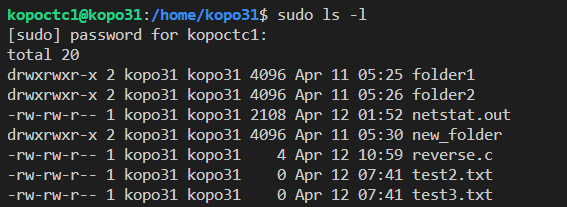 kopoctc1@kopo31:/home/kopo31$ sudo ls -l
[sudo] password for kopoctc1:
total 20
drwxrwxr-x 2 kopo31 kopo31 4096 Apr 11 05:25 folder1
drwxrwxr-x 2 kopo31 kopo31 4096 Apr 11 05:26 folder2
-rw-rw-r-- 1 kopo31 kopo31 2108 Apr 12 01:52 netstat.out
drwxrwxr-x 2 kopo31 kopo31 4096 Apr 11 05:30 new_folder
-rw-rw-r-- 1 kopo31 kopo31    4 Apr 12 10:59 reverse.c
-rw-rw-r-- 1 kopo31 kopo31    0 Apr 12 07:41 test2.txt
-rw-rw-r-- 1 kopo31 kopo31    0 Apr 12 07:41 test3.txt